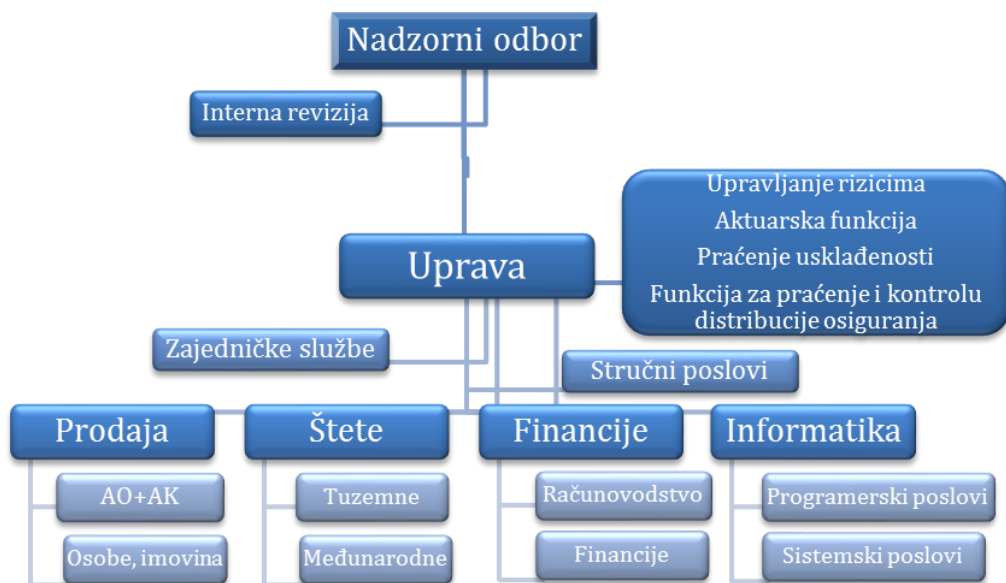 Nadzorni odbor
Interna revizija
Upravljanje rizicima
Aktuarska funkcija
Praćenje usklađenosti
Funkcija za praćenje i kontrolu
distribucije osiguranja
Uprava
Zajedničke službe
Stručni poslovi
Prodaja
Štete
Financije
Informatika
AO+AK
Tuzemne
Računovodstvo
Programerski poslovi
Osobe, imovina
Međunarodne
Financije
Sistemski poslovi